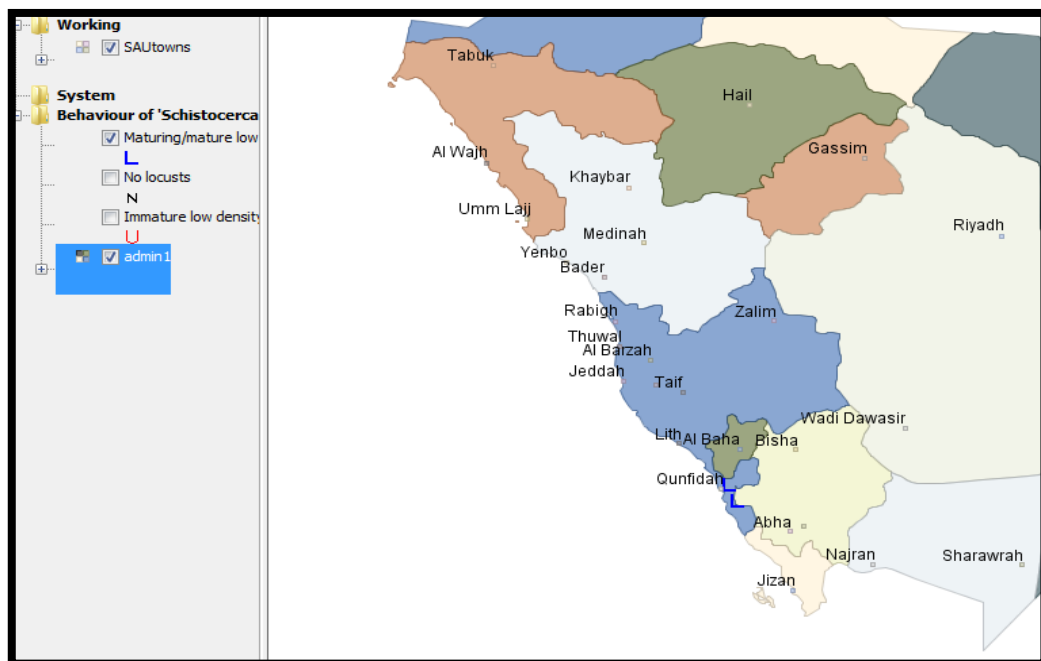 Working
SAUtowns
System
Behaviour of 'Schistocerca
Maturing/mature low
L
No locusts
N
Immature low density
U
admin1
Tabuk
Hail
Gassim
Al Wajh
Khaybar
Umm Lajj
Riyadh
Medinah
Yenbo
Bader
Rabigh
Zalim
Thuwal
Al Barzah
Jeddah
Taif
Wadi Dawasir
Lith
Al Baha
Bisha
Qunfidah
L
L
Abha
Najran
Sharawrah
Jizan